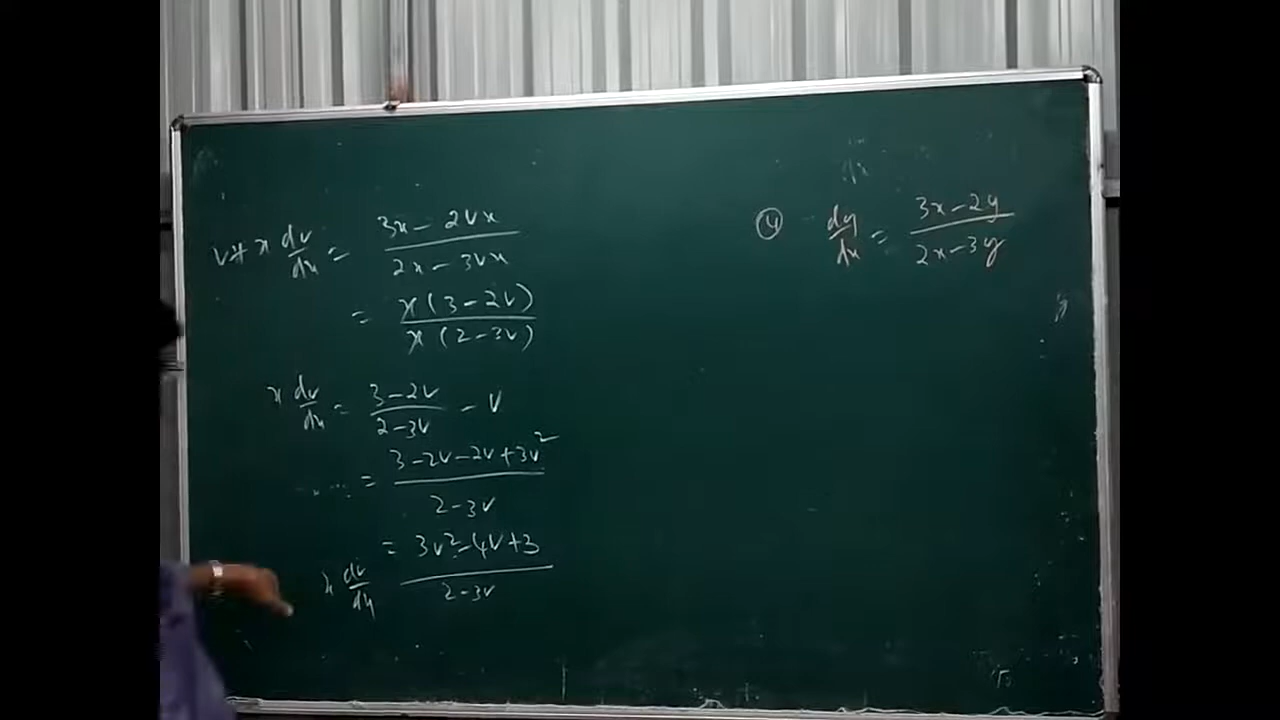 v + x dv/dx = (3x - 2vx)/(2x - 3vx)
= x(3 - 2v)/x(2 - 3v)
x dv/dx = (3 - 2v)/(2 - 3v) - v
= (3 - 2v - 2v + 3v²)/(2 - 3v)
x dv/dx = (3v² - 4v + 3)/(2 - 3v)
④ dy/dx = (3x - 2y)/(2x - 3y)